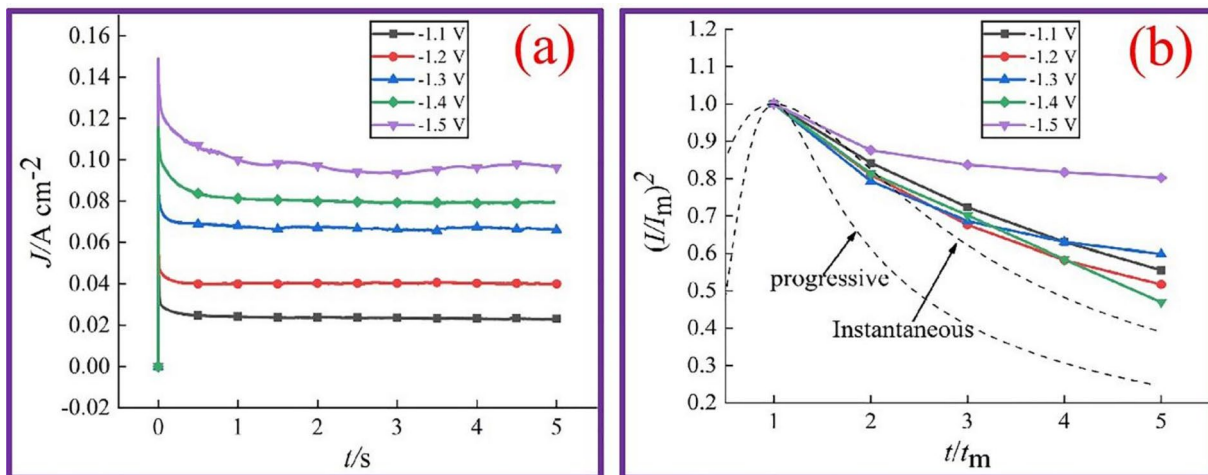 (a)
J/A cm-2
0.16
0.14
0.12
0.10
0.08
0.06
0.04
0.02
0.00
-0.02
-1.1 V
-1.2 V
-1.3 V
-1.4 V
-1.5 V
0 1 2 3 4 5
t/s
(b)
(I/Im)2
1.0
0.9
0.8
0.7
0.6
0.5
0.4
0.3
0.2
-1.1 V
-1.2 V
-1.3 V
-1.4 V
-1.5 V
progressive
Instantaneous
1 2 3 4 5
t/tm